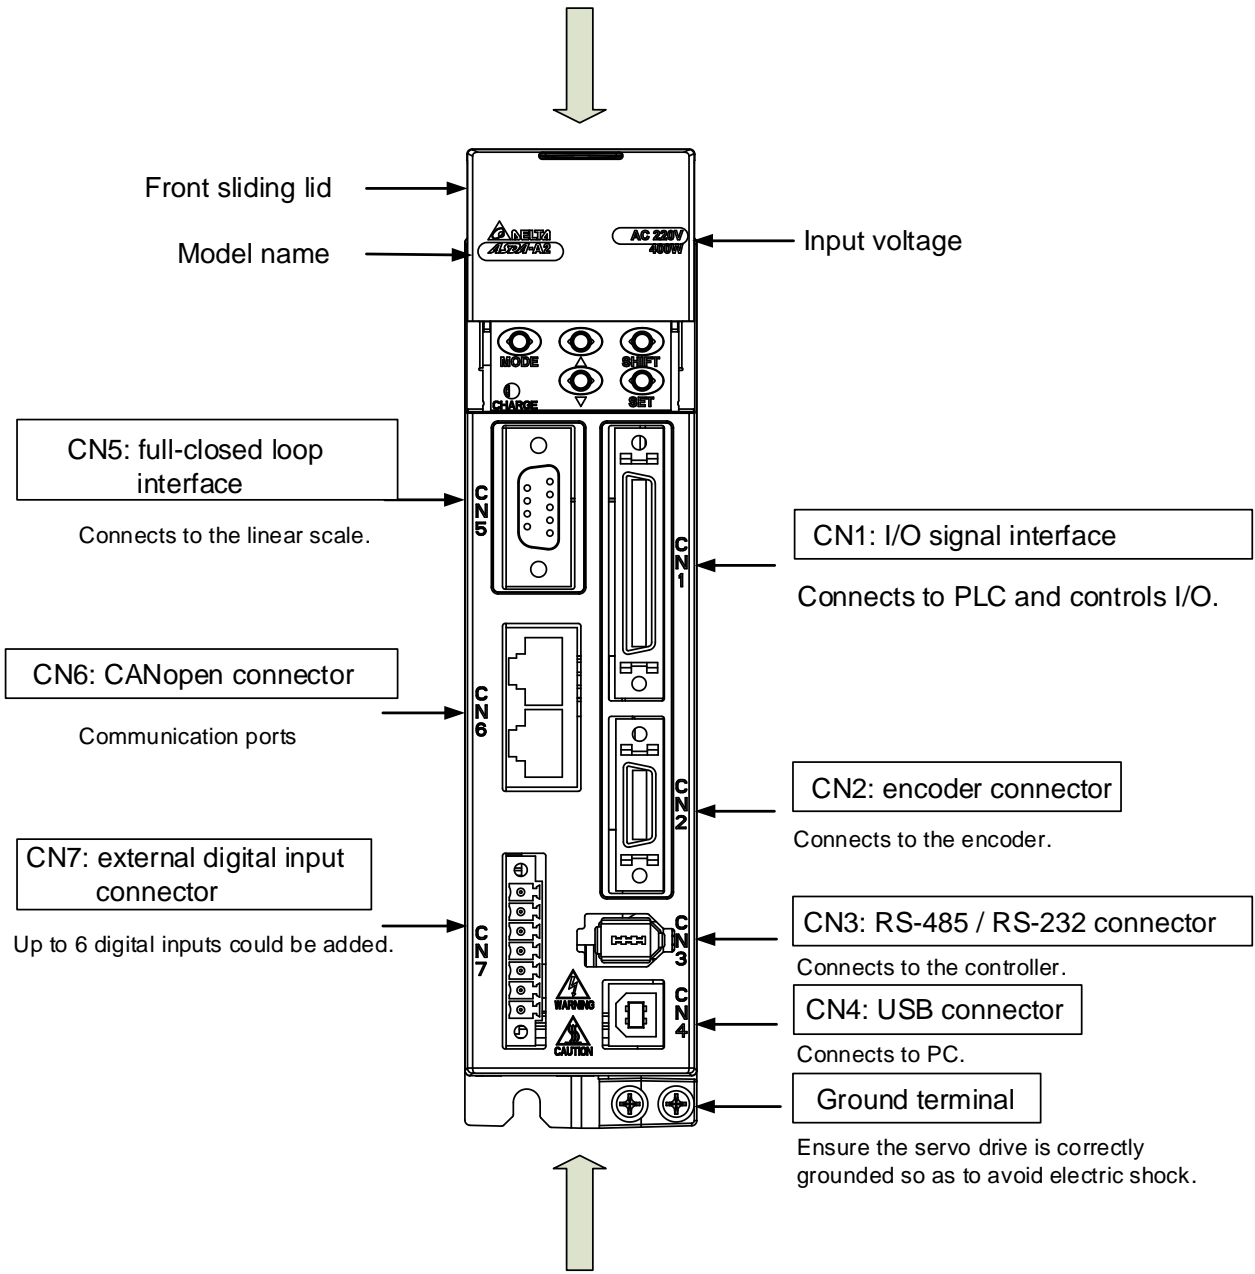 Front sliding lid
Model name
DELTA
ASDA-A2
AC 220V
400W
Input voltage
MODE
SHIFT
CHARGE
SET
CN5: full-closed loop
interface
Connects to the linear scale.
CN5
CN1
CN1: I/O signal interface
Connects to PLC and controls I/O.
CN6: CANopen connector
Communication ports
CN6
CN2
CN2: encoder connector
Connects to the encoder.
CN7: external digital input
connector
Up to 6 digital inputs could be added.
CN7
CN3
CN3: RS-485 / RS-232 connector
Connects to the controller.
WARNING
CAUTION
CN4
CN4: USB connector
Connects to PC.
Ground terminal
Ensure the servo drive is correctly
grounded so as to avoid electric shock.